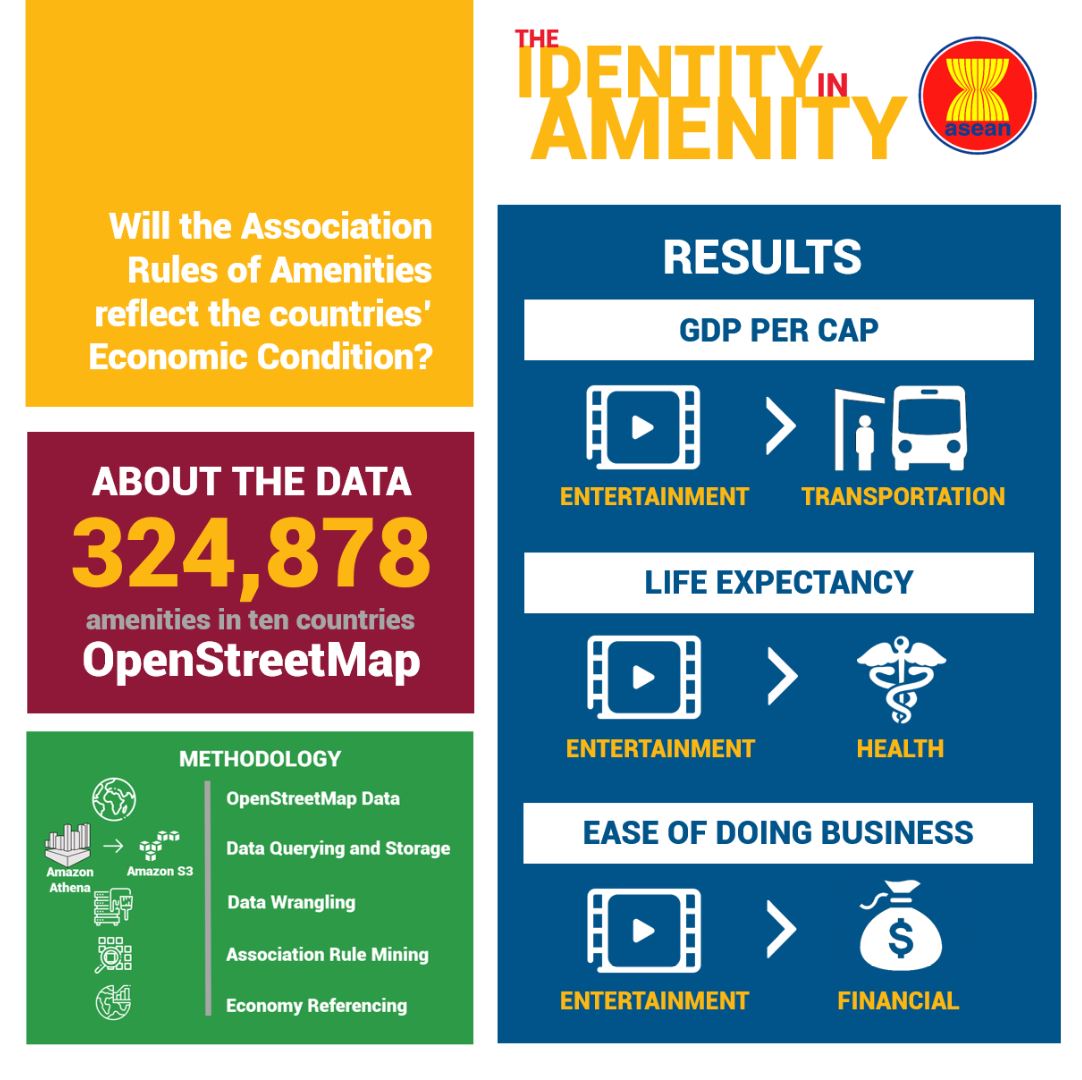 THE
IDENTITY IN
AMENITY
asean
Will the Association
Rules of Amenities
reflect the countries'
Economic Condition?
ABOUT THE DATA
324,878
amenities in ten countries
OpenStreetMap
METHODOLOGY
OpenStreetMap Data
Amazon
Athena
Amazon S3
Data Querying and Storage
Data Wrangling
Association Rule Mining
Economy Referencing
RESULTS
GDP PER CAP
ENTERTAINMENT
TRANSPORTATION
LIFE EXPECTANCY
ENTERTAINMENT
HEALTH
EASE OF DOING BUSINESS
$
ENTERTAINMENT
FINANCIAL